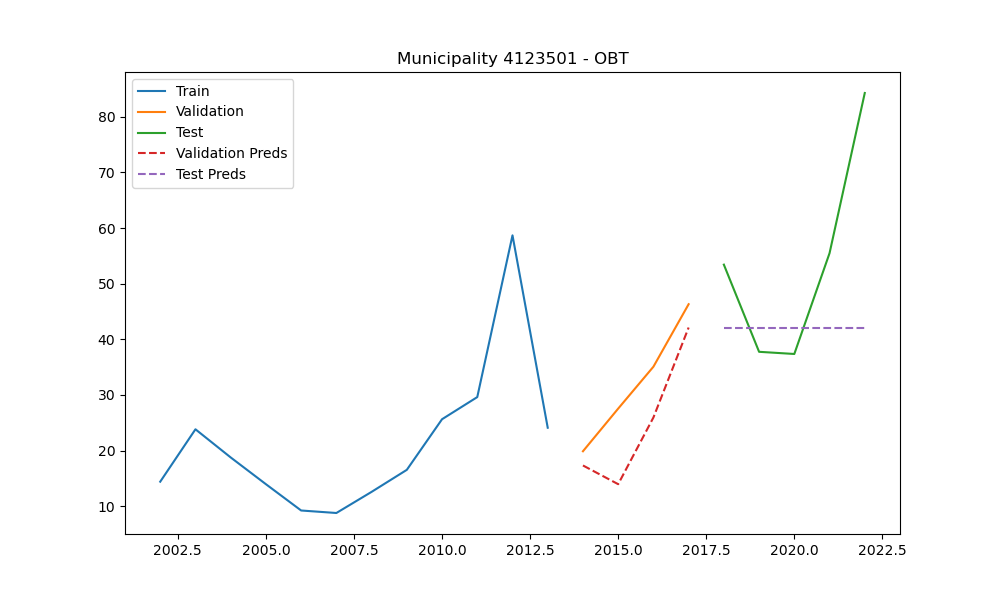 Municipality 4123501 - OBT
Train
Validation
Test
Validation Preds
Test Preds
80
70
60
50
40
30
20
10
2002.5 2005.0 2007.5 2010.0 2012.5 2015.0 2017.5 2020.0 2022.5